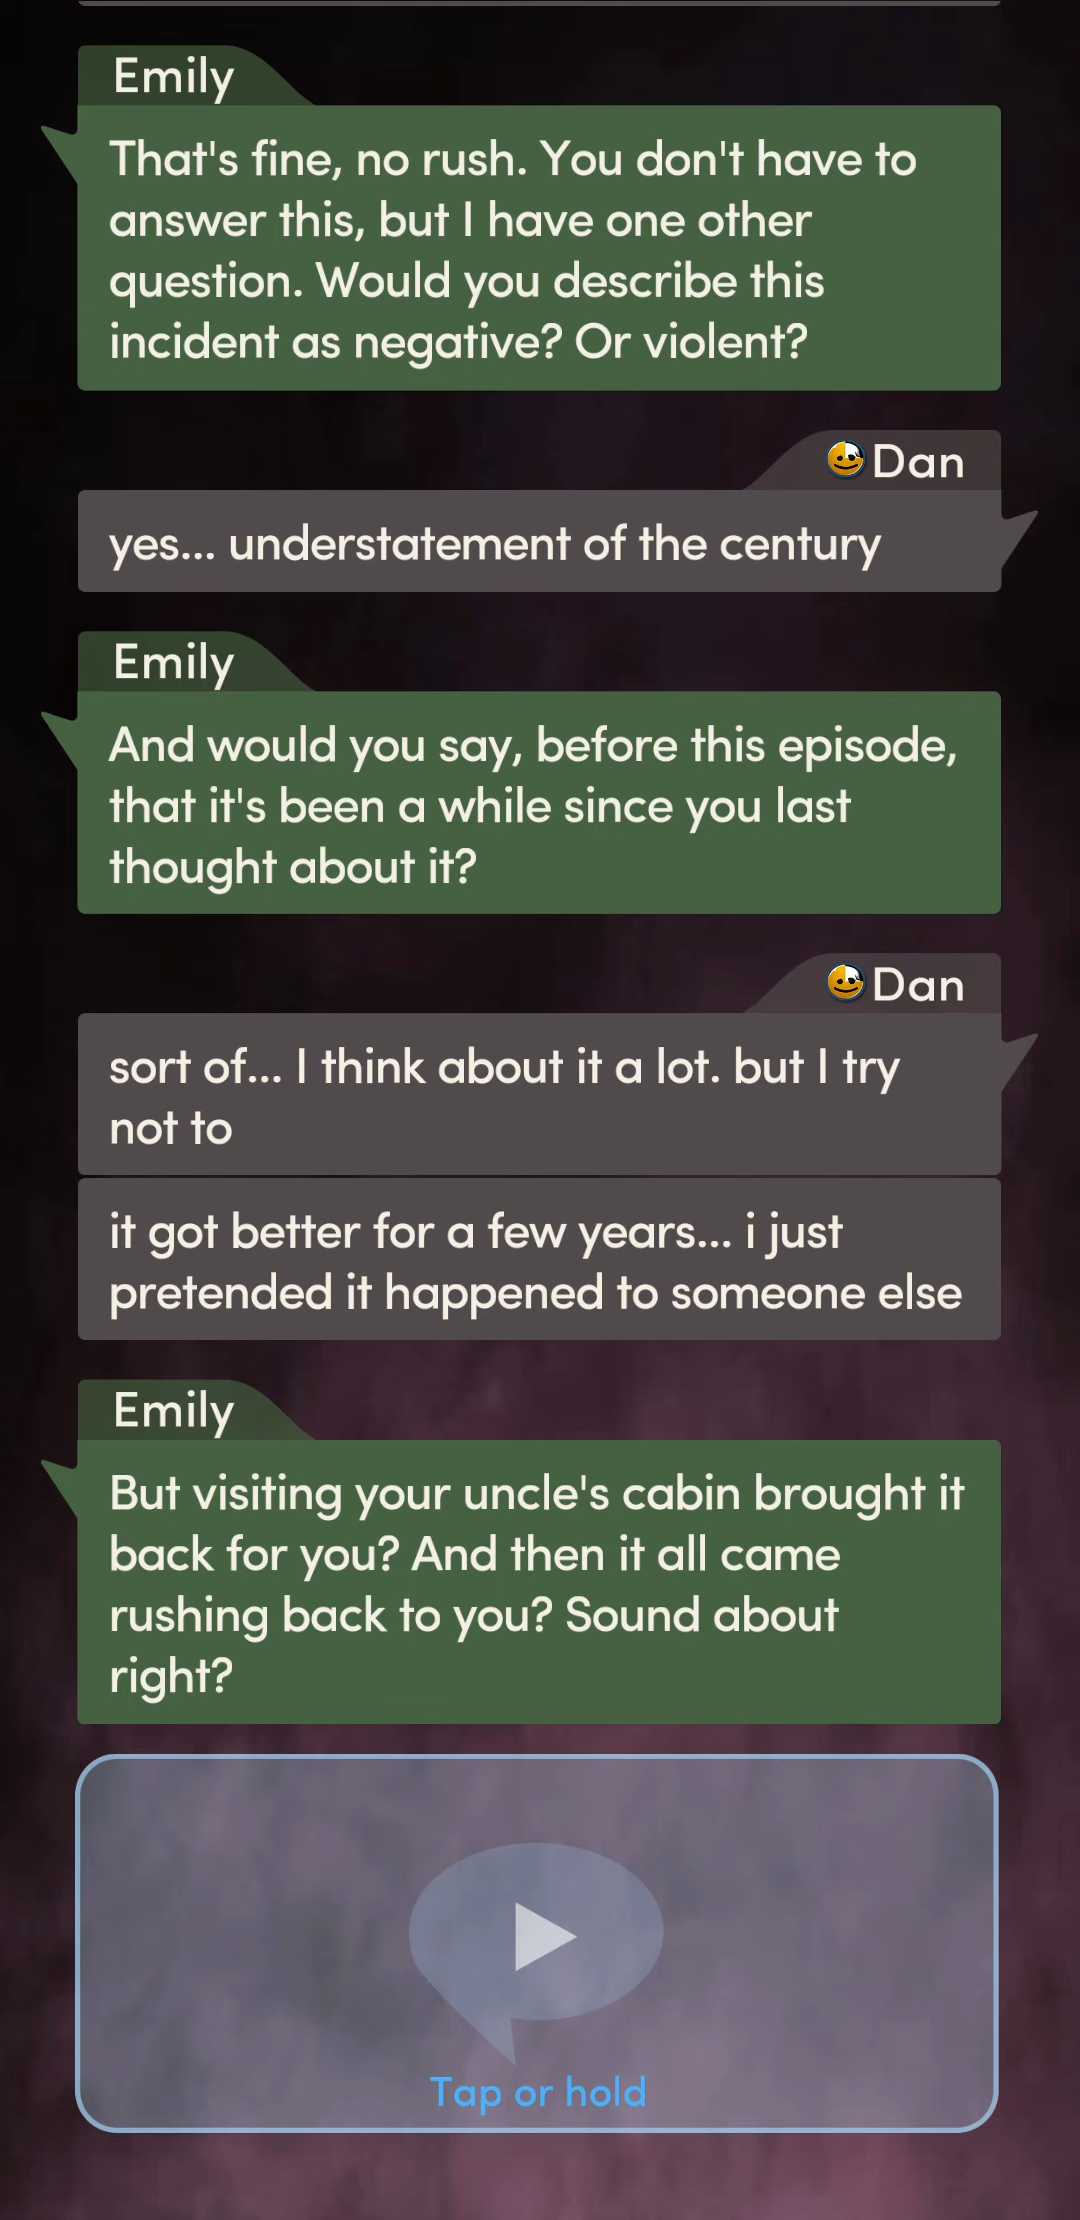 Emily
That's fine, no rush. You don't have to
answer this, but I have one other
question. Would you describe this
incident as negative? Or violent?
Dan
yes... understatement of the century
Emily
And would you say, before this episode,
that it's been a while since you last
thought about it?
Dan
sort of... I think about it a lot. but I try
not to
it got better for a few years... i just
pretended it happened to someone else
Emily
But visiting your uncle's cabin brought it
back for you? And then it all came
rushing back to you? Sound about
right?
Tap or hold